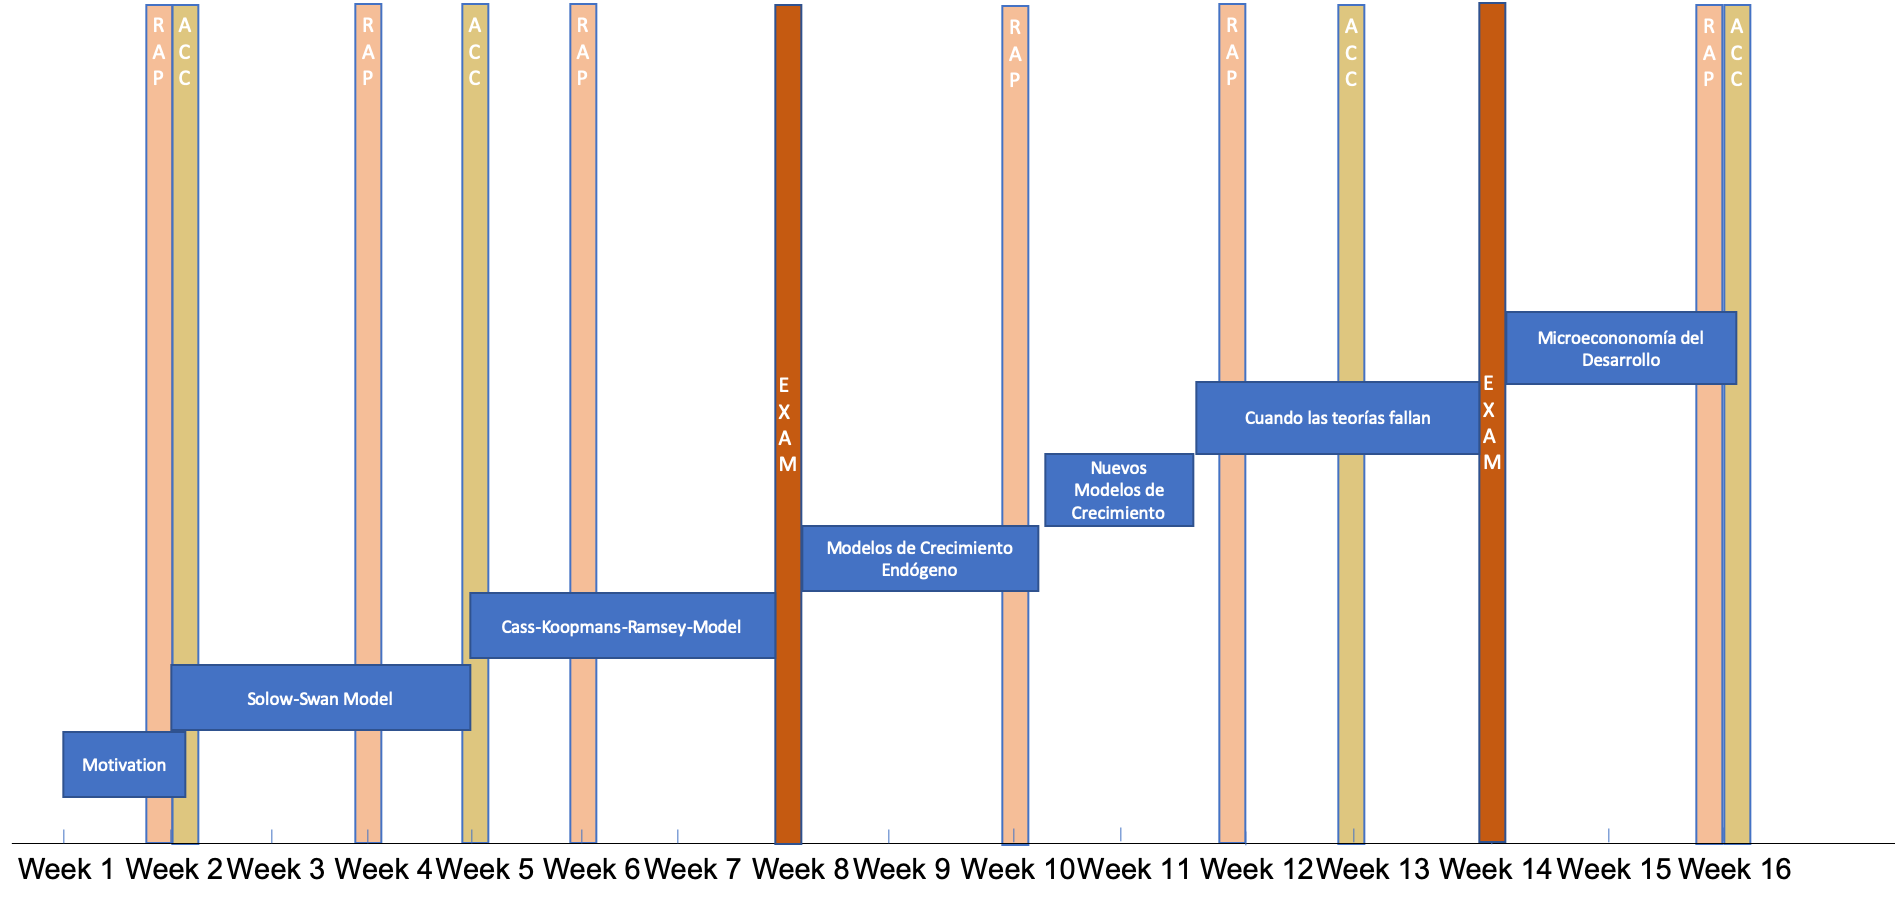 RAP
ACC
RAP
ACC
RAP
RAP
RAP
ACC
RAP
ACC
EXAM
EXAM
Microecononomía del
Desarrollo
Cuando las teorías fallan
Nuevos
Modelos de
Crecimiento
Modelos de Crecimiento
Endógeno
Cass-Koopmans-Ramsey-Model
Solow-Swan Model
Motivation
Week 1 Week 2 Week 3 Week 4 Week 5 Week 6 Week 7 Week 8 Week 9 Week 10 Week 11 Week 12 Week 13 Week 14 Week 15 Week 16